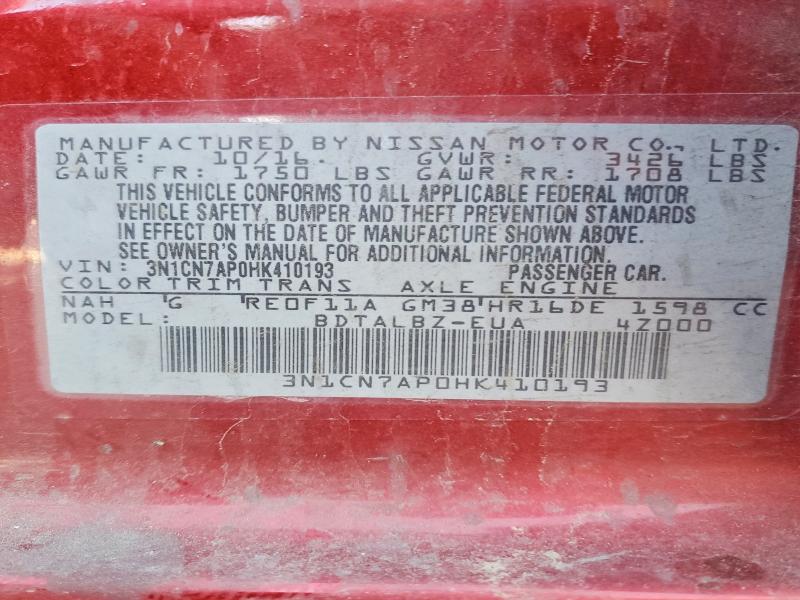 MANUFACTURED BY NISSAN MOTOR CO., LTD.
DATE: 10/16. GVWR: 3426 LBS
GAWR FR: 1750 LBS GAWR RR: 1708 LBS
THIS VEHICLE CONFORMS TO ALL APPLICABLE FEDERAL MOTOR
VEHICLE SAFETY, BUMPER AND THEFT PREVENTION STANDARDS
IN EFFECT ON THE DATE OF MANUFACTURE SHOWN ABOVE.
SEE OWNER'S MANUAL FOR ADDITIONAL INFORMATION.
VIN: 3N1CN7AP0HK410193 PASSENGER CAR.
COLOR TRIM TRANS AXLE ENGINE
NAH 'G 'RE0F11A GM38'HR16DE 1598 CC
MODEL: BDTALBZ-EUA 4Z000
3N1CN7AP0HK410193